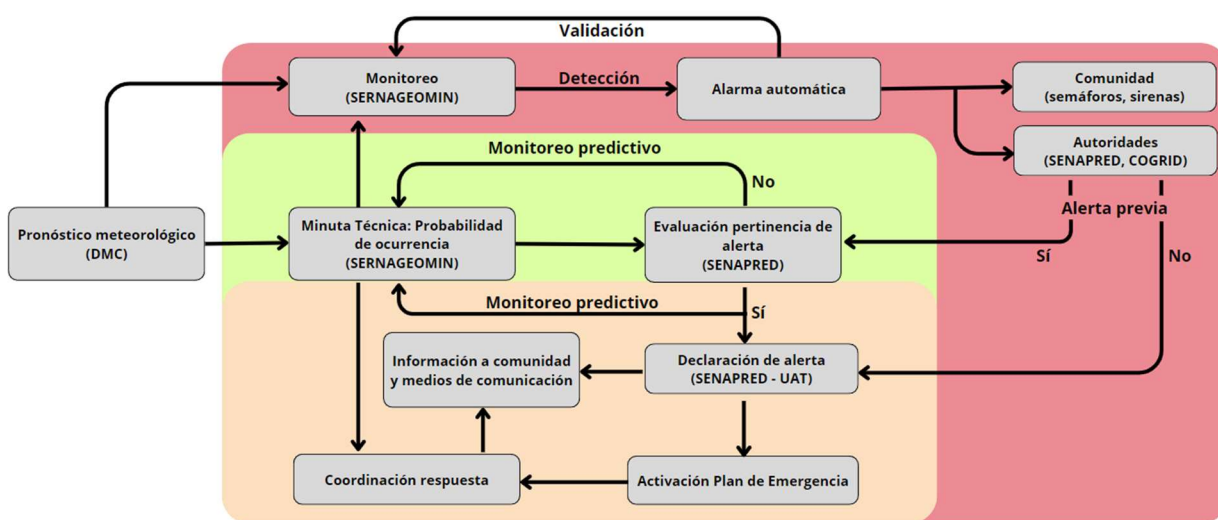 Validación
Monitoreo
(SERNAGEOMIN)
Detección
Alarma automática
Comunidad
(semáforos, sirenas)
Autoridades
(SENAPRED, COGRID)
Monitoreo predictivo
No
Alerta previa
Pronóstico meteorológico
(DMC)
Minuta Técnica: Probabilidad
de ocurrencia
(SERNAGEOMIN)
Evaluación pertinencia de
alerta
(SENAPRED)
Sí
No
Monitoreo predictivo
Sí
Información a comunidad
y medios de comunicación
Declaración de alerta
(SENAPRED - UAT)
Coordinación respuesta
Activación Plan de Emergencia